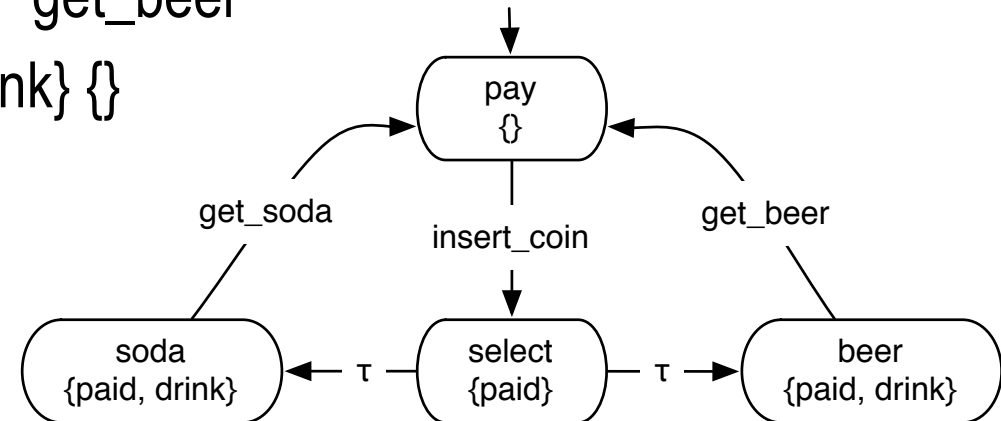 get_beer
nk} {}
pay
{}
get_soda
insert_coin
get_beer
soda
{paid, drink}
τ
select
{paid}
τ
beer
{paid, drink}